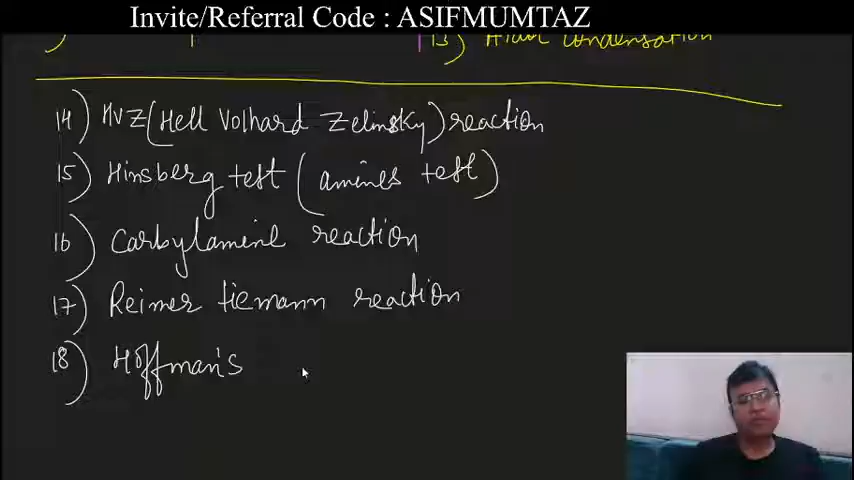 Invite/Referral Code : ASIFMUMTAZ
13) Aldol condensation
14) HVZ (Hell Volhard Zelinsky) reaction
15) Hinsberg test (amines test)
16) Carbylamine reaction
17) Reimer tiemann reaction
18) Hoffman's